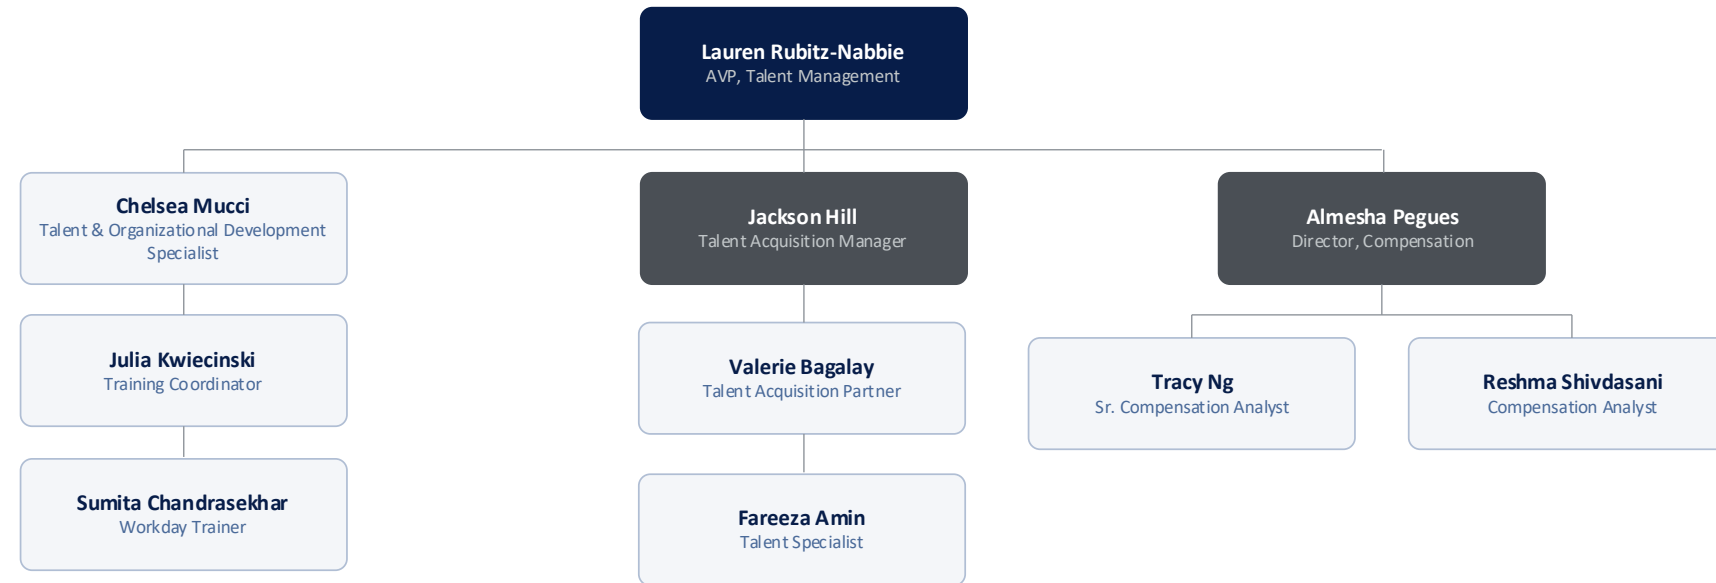 Lauren Rubitz-Nabbie
AVP, Talent Management
Chelsea Mucci
Talent & Organizational Development
Specialist
Jackson Hill
Talent Acquisition Manager
Almesha Pegues
Director, Compensation
Julia Kwiecinski
Training Coordinator
Valerie Bagalay
Talent Acquisition Partner
Tracy Ng
Sr. Compensation Analyst
Reshma Shivdasani
Compensation Analyst
Sumita Chandrasekhar
Workday Trainer
Fareeza Amin
Talent Specialist